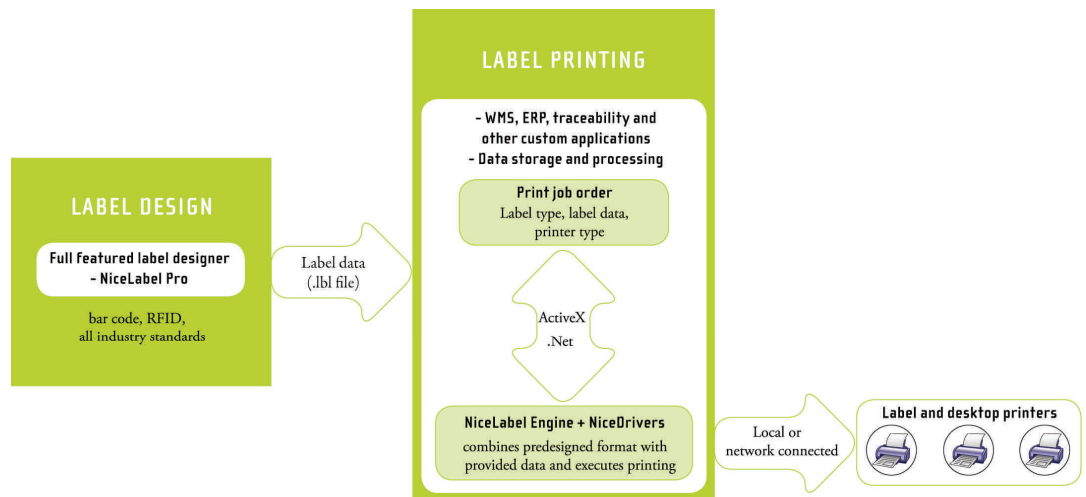 LABEL DESIGN
Full featured label designer
- NiceLabel Pro
bar code, RFID,
all industry standards
Label data
(.lbl file)
LABEL PRINTING
- WMS, ERP, traceability and
other custom applications
- Data storage and processing
Print job order
Label type, label data,
printer type
ActiveX
.Net
NiceLabel Engine + NiceDrivers
combines predesigned format with
provided data and executes printing
Local or
network connected
Label and desktop printers